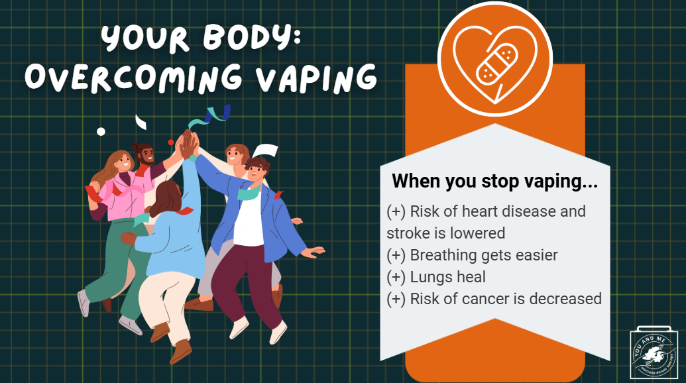 YOUR BODY:
OVERCOMING VAPING
When you stop vaping...
(+) Risk of heart disease and
stroke is lowered
(+) Breathing gets easier
(+) Lungs heal
(+) Risk of cancer is decreased
YOU AND ME